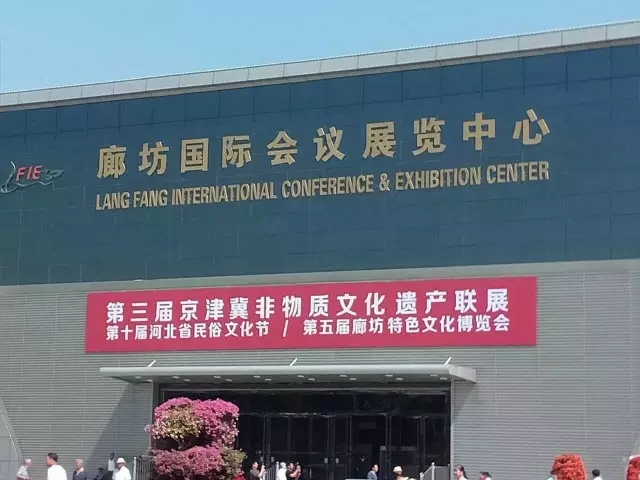 廊坊国际会议展览中心
FIE
LANG FANG INTERNATIONAL CONFERENCE & EXHIBITION CENTER
第三届京津冀非物质文化遗产联展
第十届河北省民俗文化节 / 第五届廊坊特色文化博览会